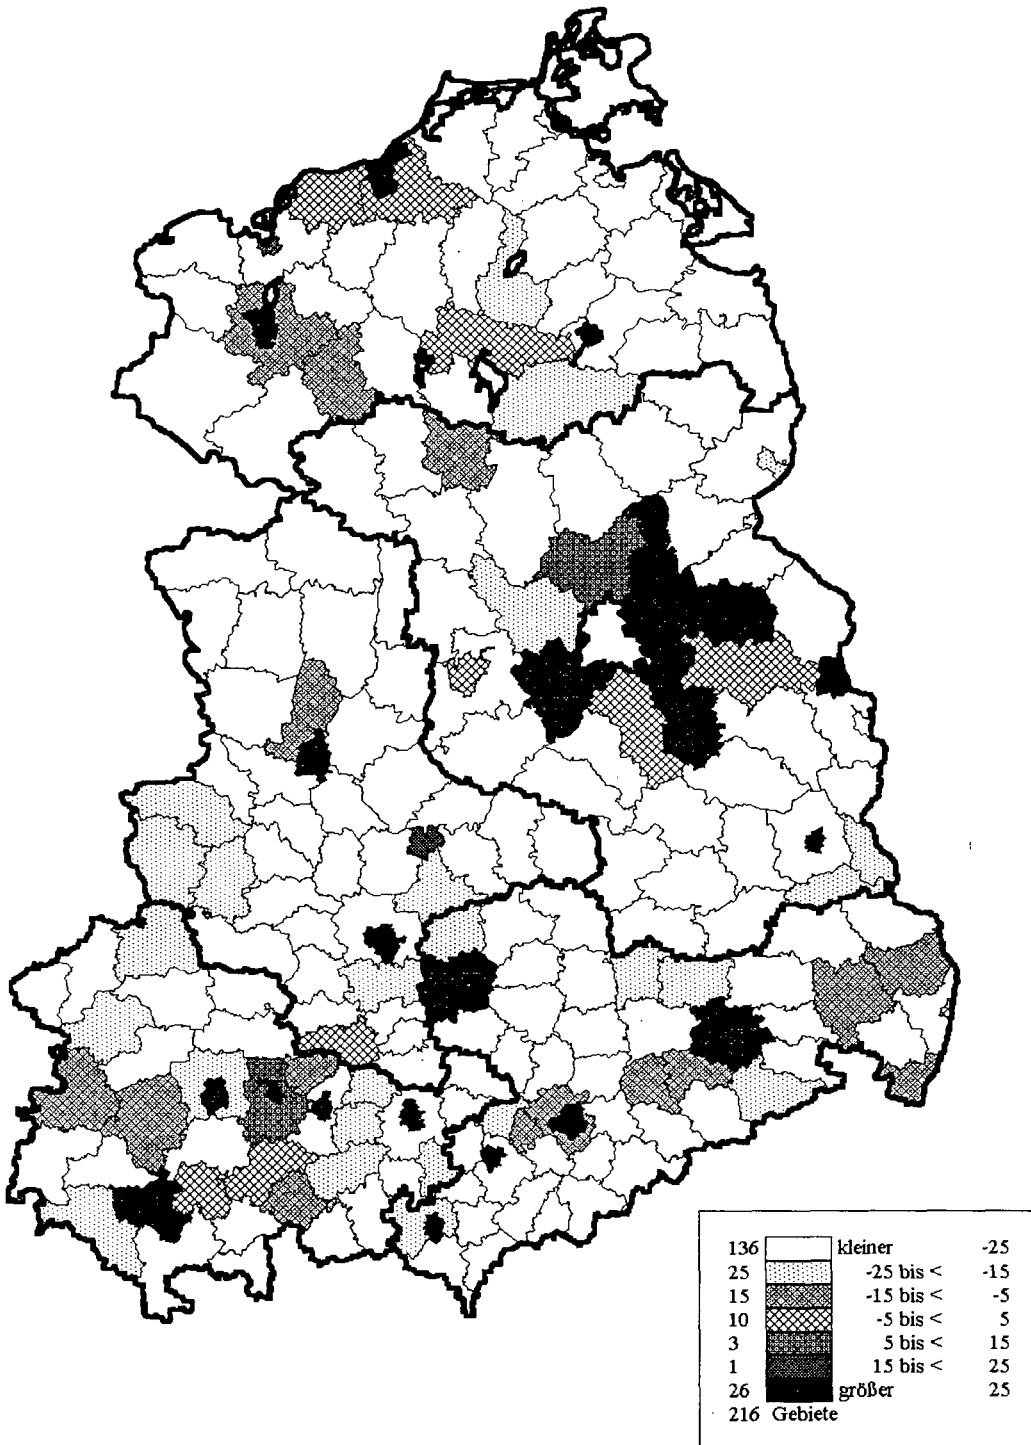 136 kleiner -25
25 -25 bis < -15
15 -15 bis < -5
10 -5 bis < 5
3 5 bis < 15
1 15 bis < 25
26 größer 25
216 Gebiete